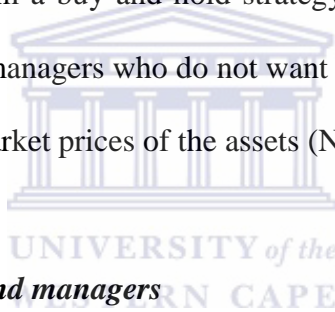 m a buy and hold strategy
managers who do not want
arket prices of the assets (N
UNIVERSITY of the
nd managers
WESTERN CAPE